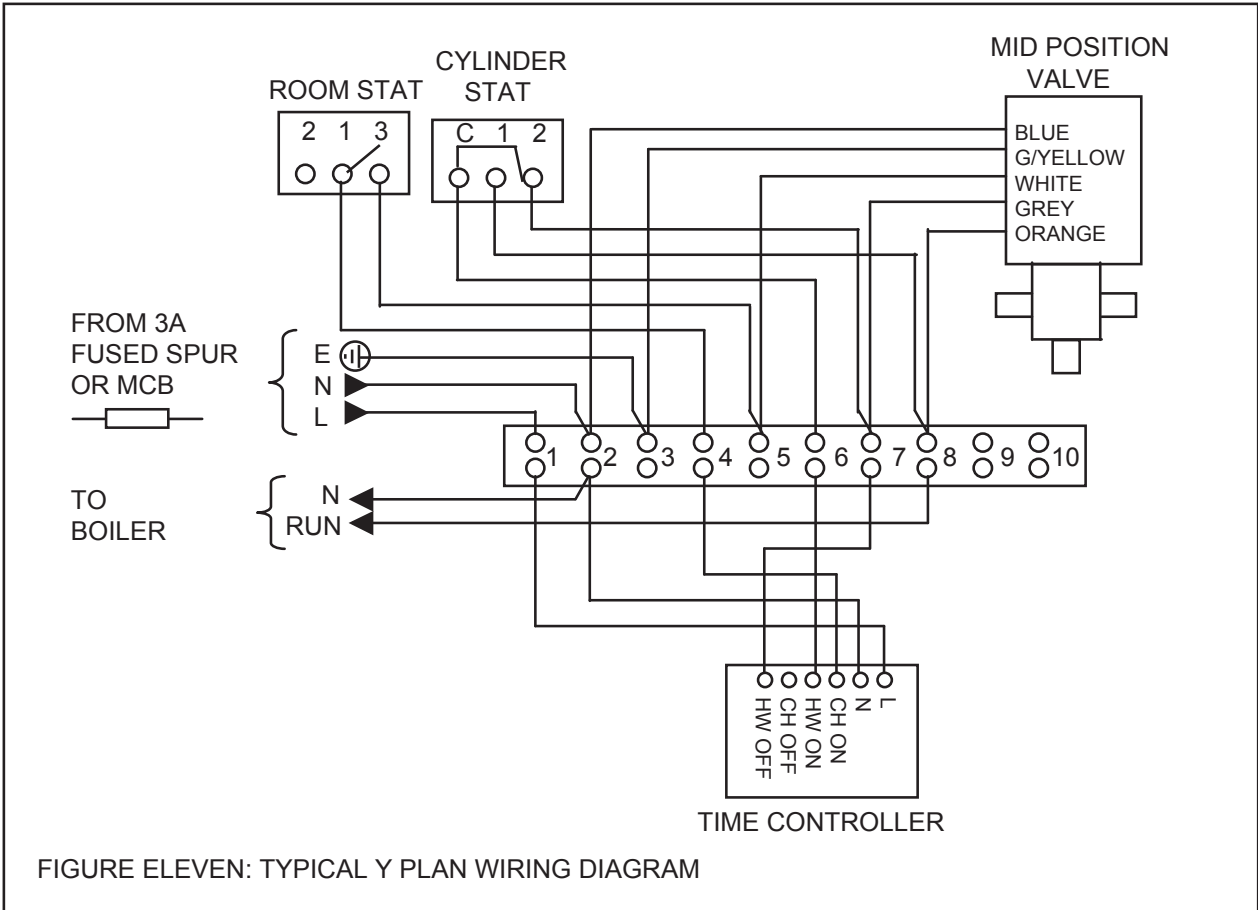 CYLINDER
STAT
MID POSITION
VALVE
ROOM STAT
2 1 3
C 1 2
BLUE
G/YELLOW
WHITE
GREY
ORANGE
FROM 3A
FUSED SPUR
OR MCB
E
N
L
1 2 3 4 5 6 7 8 9 10
TO
BOILER
N
RUN
HW OFF
CH OFF
HW ON
CH ON
N
L
TIME CONTROLLER
FIGURE ELEVEN: TYPICAL Y PLAN WIRING DIAGRAM